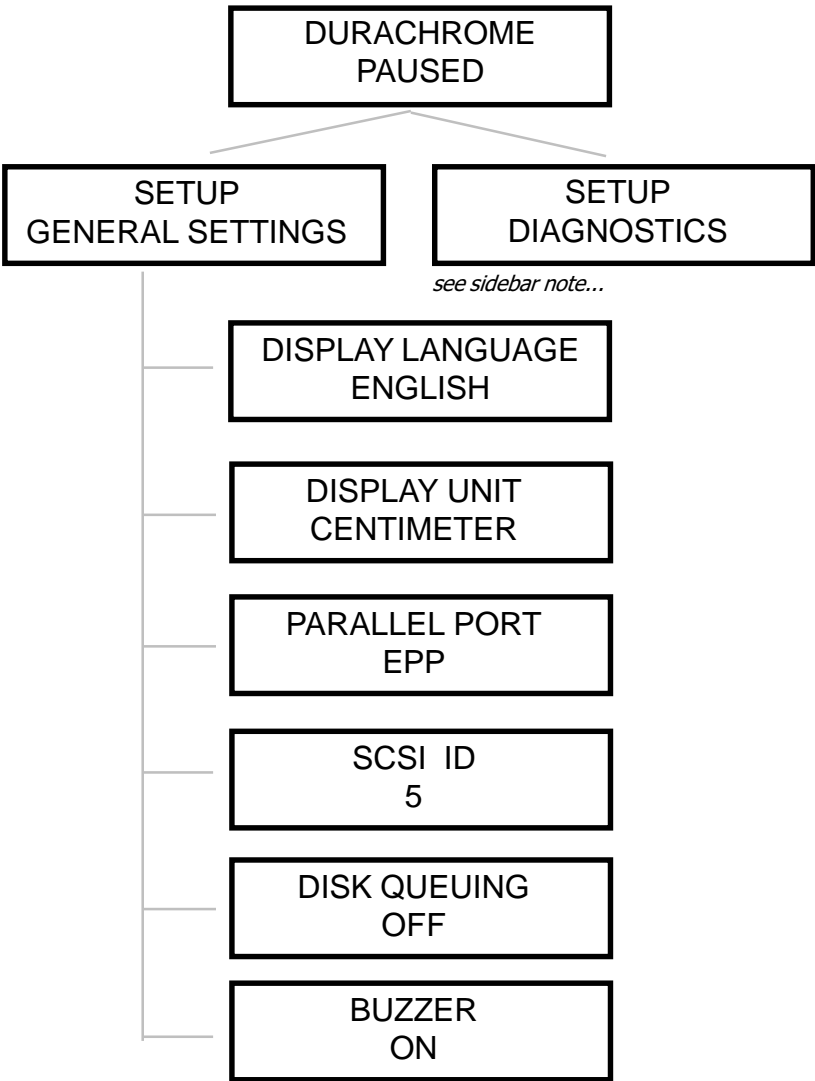 DURACHROME
PAUSED
SETUP
GENERAL SETTINGS
SETUP
DIAGNOSTICS
see sidebar note...
DISPLAY LANGUAGE
ENGLISH
DISPLAY UNIT
CENTIMETER
PARALLEL PORT
EPP
SCSI ID
5
DISK QUEUING
OFF
BUZZER
ON